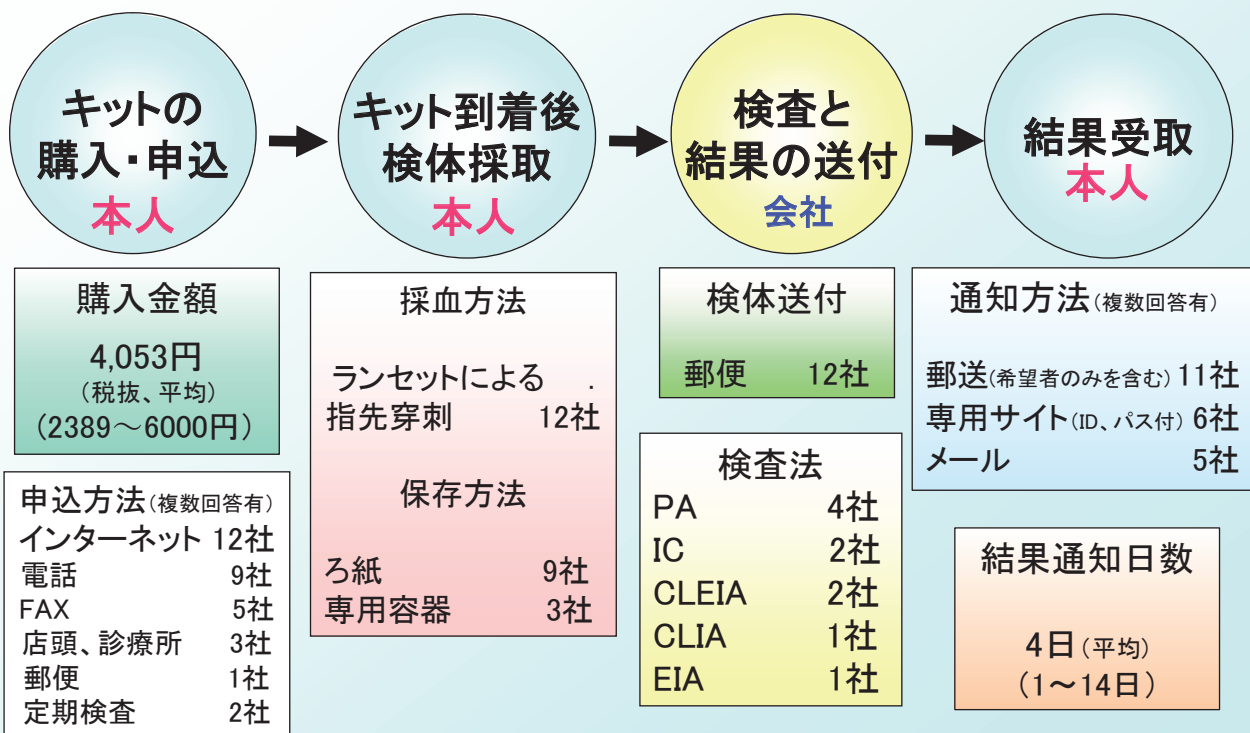 キットの
購入・申込
本人
キット到着後
検体採取
本人
検査と
結果の送付
会社
結果受取
本人
購入金額
4,053円
(税抜、平均)
(2389～6000円)
申込方法(複数回答有)
インターネット 12社
電話 9社
FAX 5社
店頭、診療所 3社
郵便 1社
定期検査 2社
採血方法
ランセットによる .
指先穿刺 12社
保存方法
ろ紙 9社
専用容器 3社
検体送付
郵便 12社
検査法
PA 4社
IC 2社
CLEIA 2社
CLIA 1社
EIA 1社
通知方法(複数回答有)
郵送(希望者のみを含む) 11社
専用サイト(ID、パス付) 6社
メール 5社
結果通知日数
4日(平均)
(1～14日)